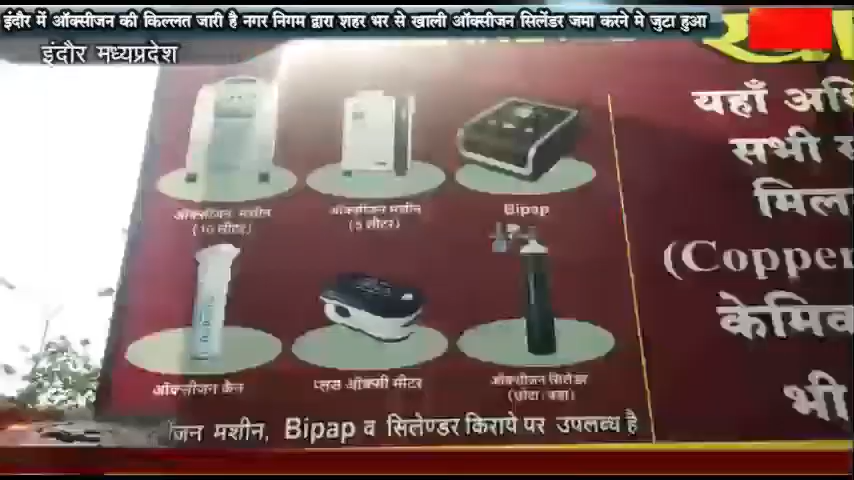 इंदौर में ऑक्सीजन की किल्लत जारी है नगर निगम द्वारा शहर भर से खाली ऑक्सीजन सिलेंडर जमा करने मे जुटा हुआ
इंदौर मध्यप्रदेश
ऑक्सीजन मशीन
(10 लीटर)
ऑक्सीजन मशीन
(5 लीटर)
Bipap
ऑक्सीजन कैन
प्लस ऑक्सी मीटर
ऑक्सीजन सिलेंडर
(छोटा, बड़ा)
जन मशीन, Bipap व सिलेण्डर किराये पर उपलब्ध है
यहाँ
सभी
मिल
(Copper
भी